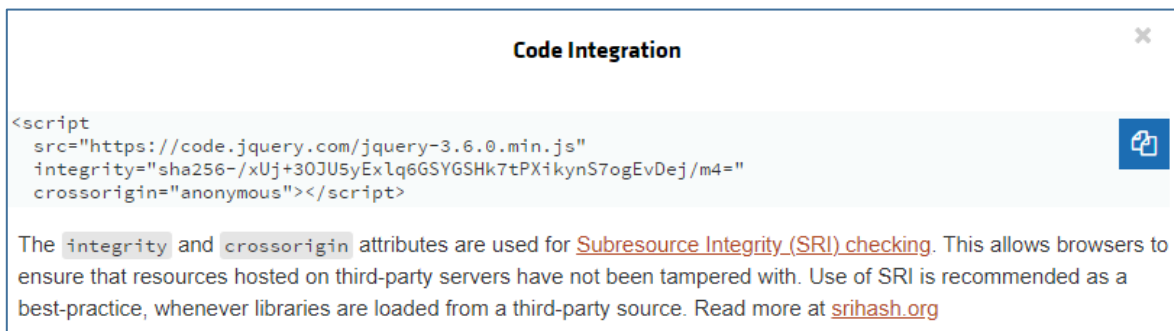 Code Integration
<script
src="https://code.jquery.com/jquery-3.6.0.min.js"
integrity="sha256-/xUj+3OJU5yExlq6GSYGSHk7tPXikynS7ogEvDej/m4="
crossorigin="anonymous"></script>
The integrity and crossorigin attributes are used for Subresource Integrity (SRI) checking. This allows browsers to
ensure that resources hosted on third-party servers have not been tampered with. Use of SRI is recommended as a
best-practice, whenever libraries are loaded from a third-party source. Read more at srihash.org